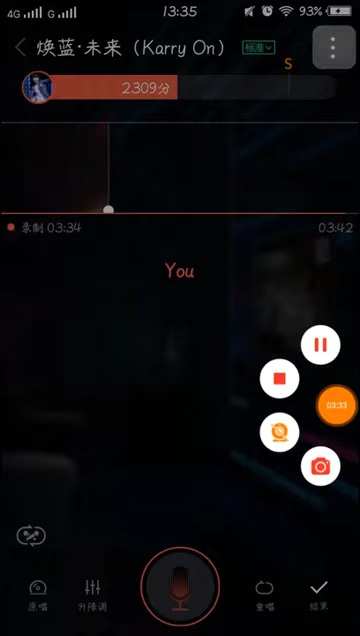 4G G 13:35 93%
焕蓝·未来（Karry On） 标准
S
2309分
录制 03:34 03:42
You
03:33
原唱 升降调 重唱 结束